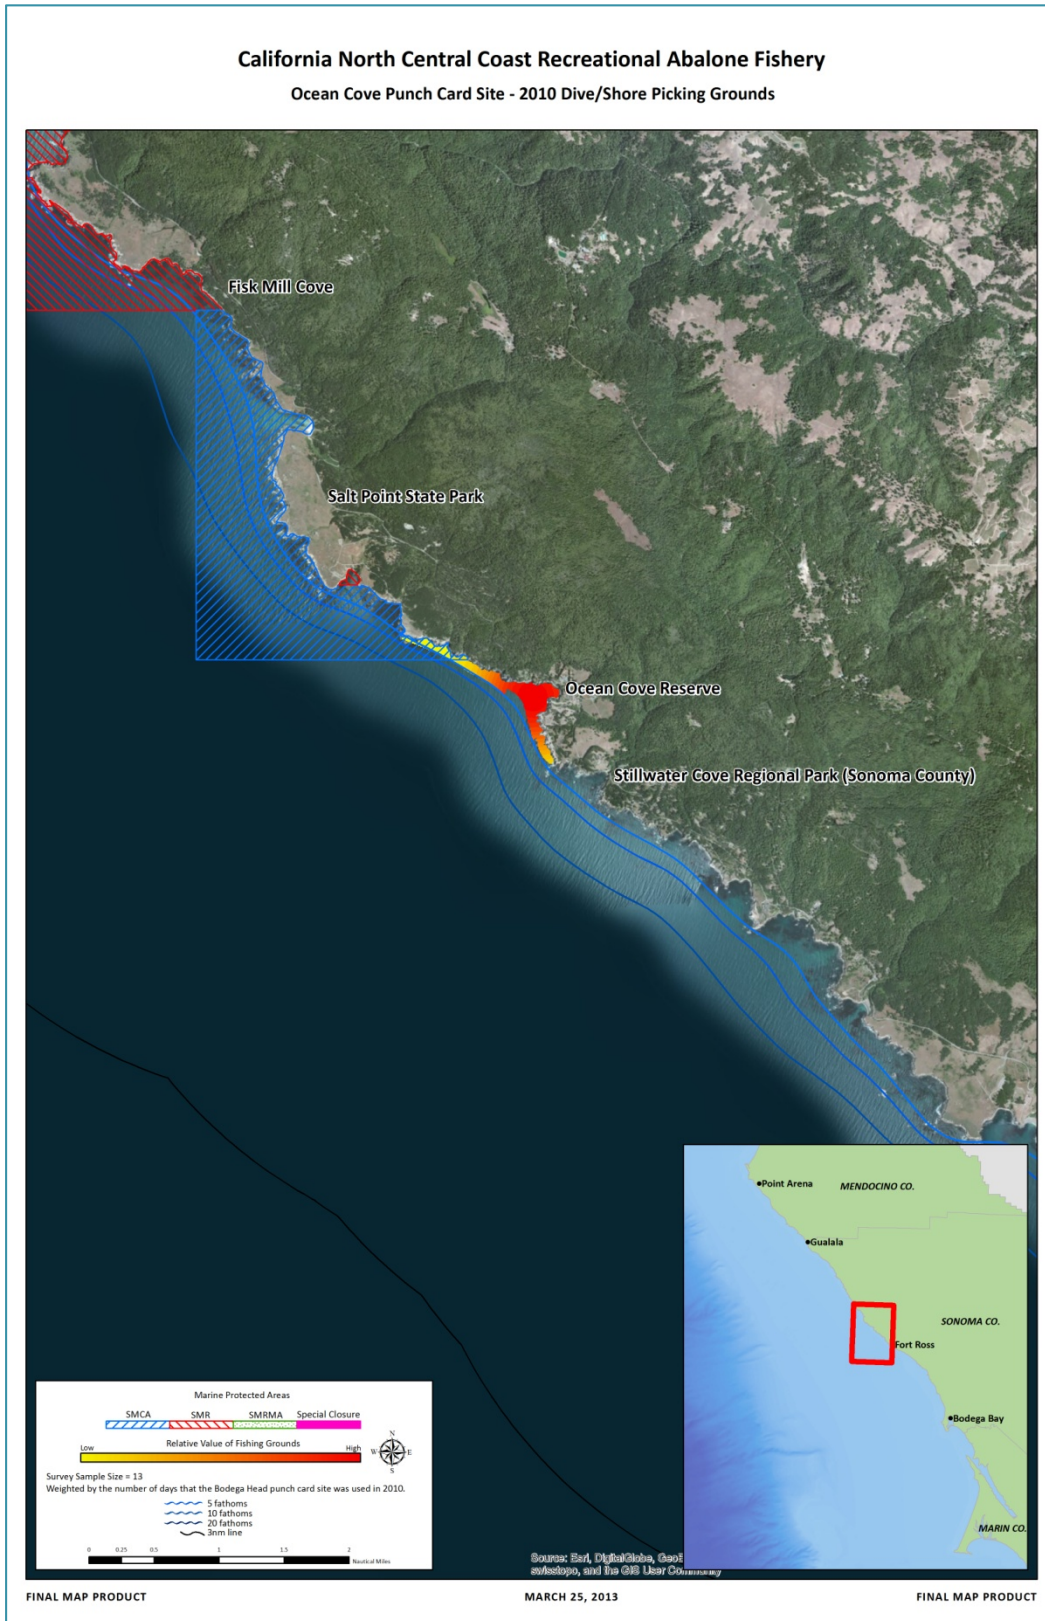 California North Central Coast Recreational Abalone Fishery
Ocean Cove Punch Card Site - 2010 Dive/Shore Picking Grounds
Fisk Mill Cove
Salt Point State Park
Ocean Cove Reserve
Stillwater Cove Regional Park (Sonoma County)
Point Arena
MENDOCINO CO.
Gualala
SONOMA CO.
Fort Ross
Bodega Bay
MARIN CO.
Marine Protected Areas
SMCA SMR SMRMA Special Closure
Low Relative Value of Fishing Grounds High
N
W E
S
Survey Sample Size = 13
Weighted by the number of days that the Bodega Head punch card site was used in 2010.
5 fathoms
10 fathoms
20 fathoms
3nm line
0 0.25 0.5 1 1.5 2
Nautical Miles
Source: Esri, DigitalGlobe, GeoE
swisstopo, and the GIS User Community
FINAL MAP PRODUCT MARCH 25, 2013 FINAL MAP PRODUCT